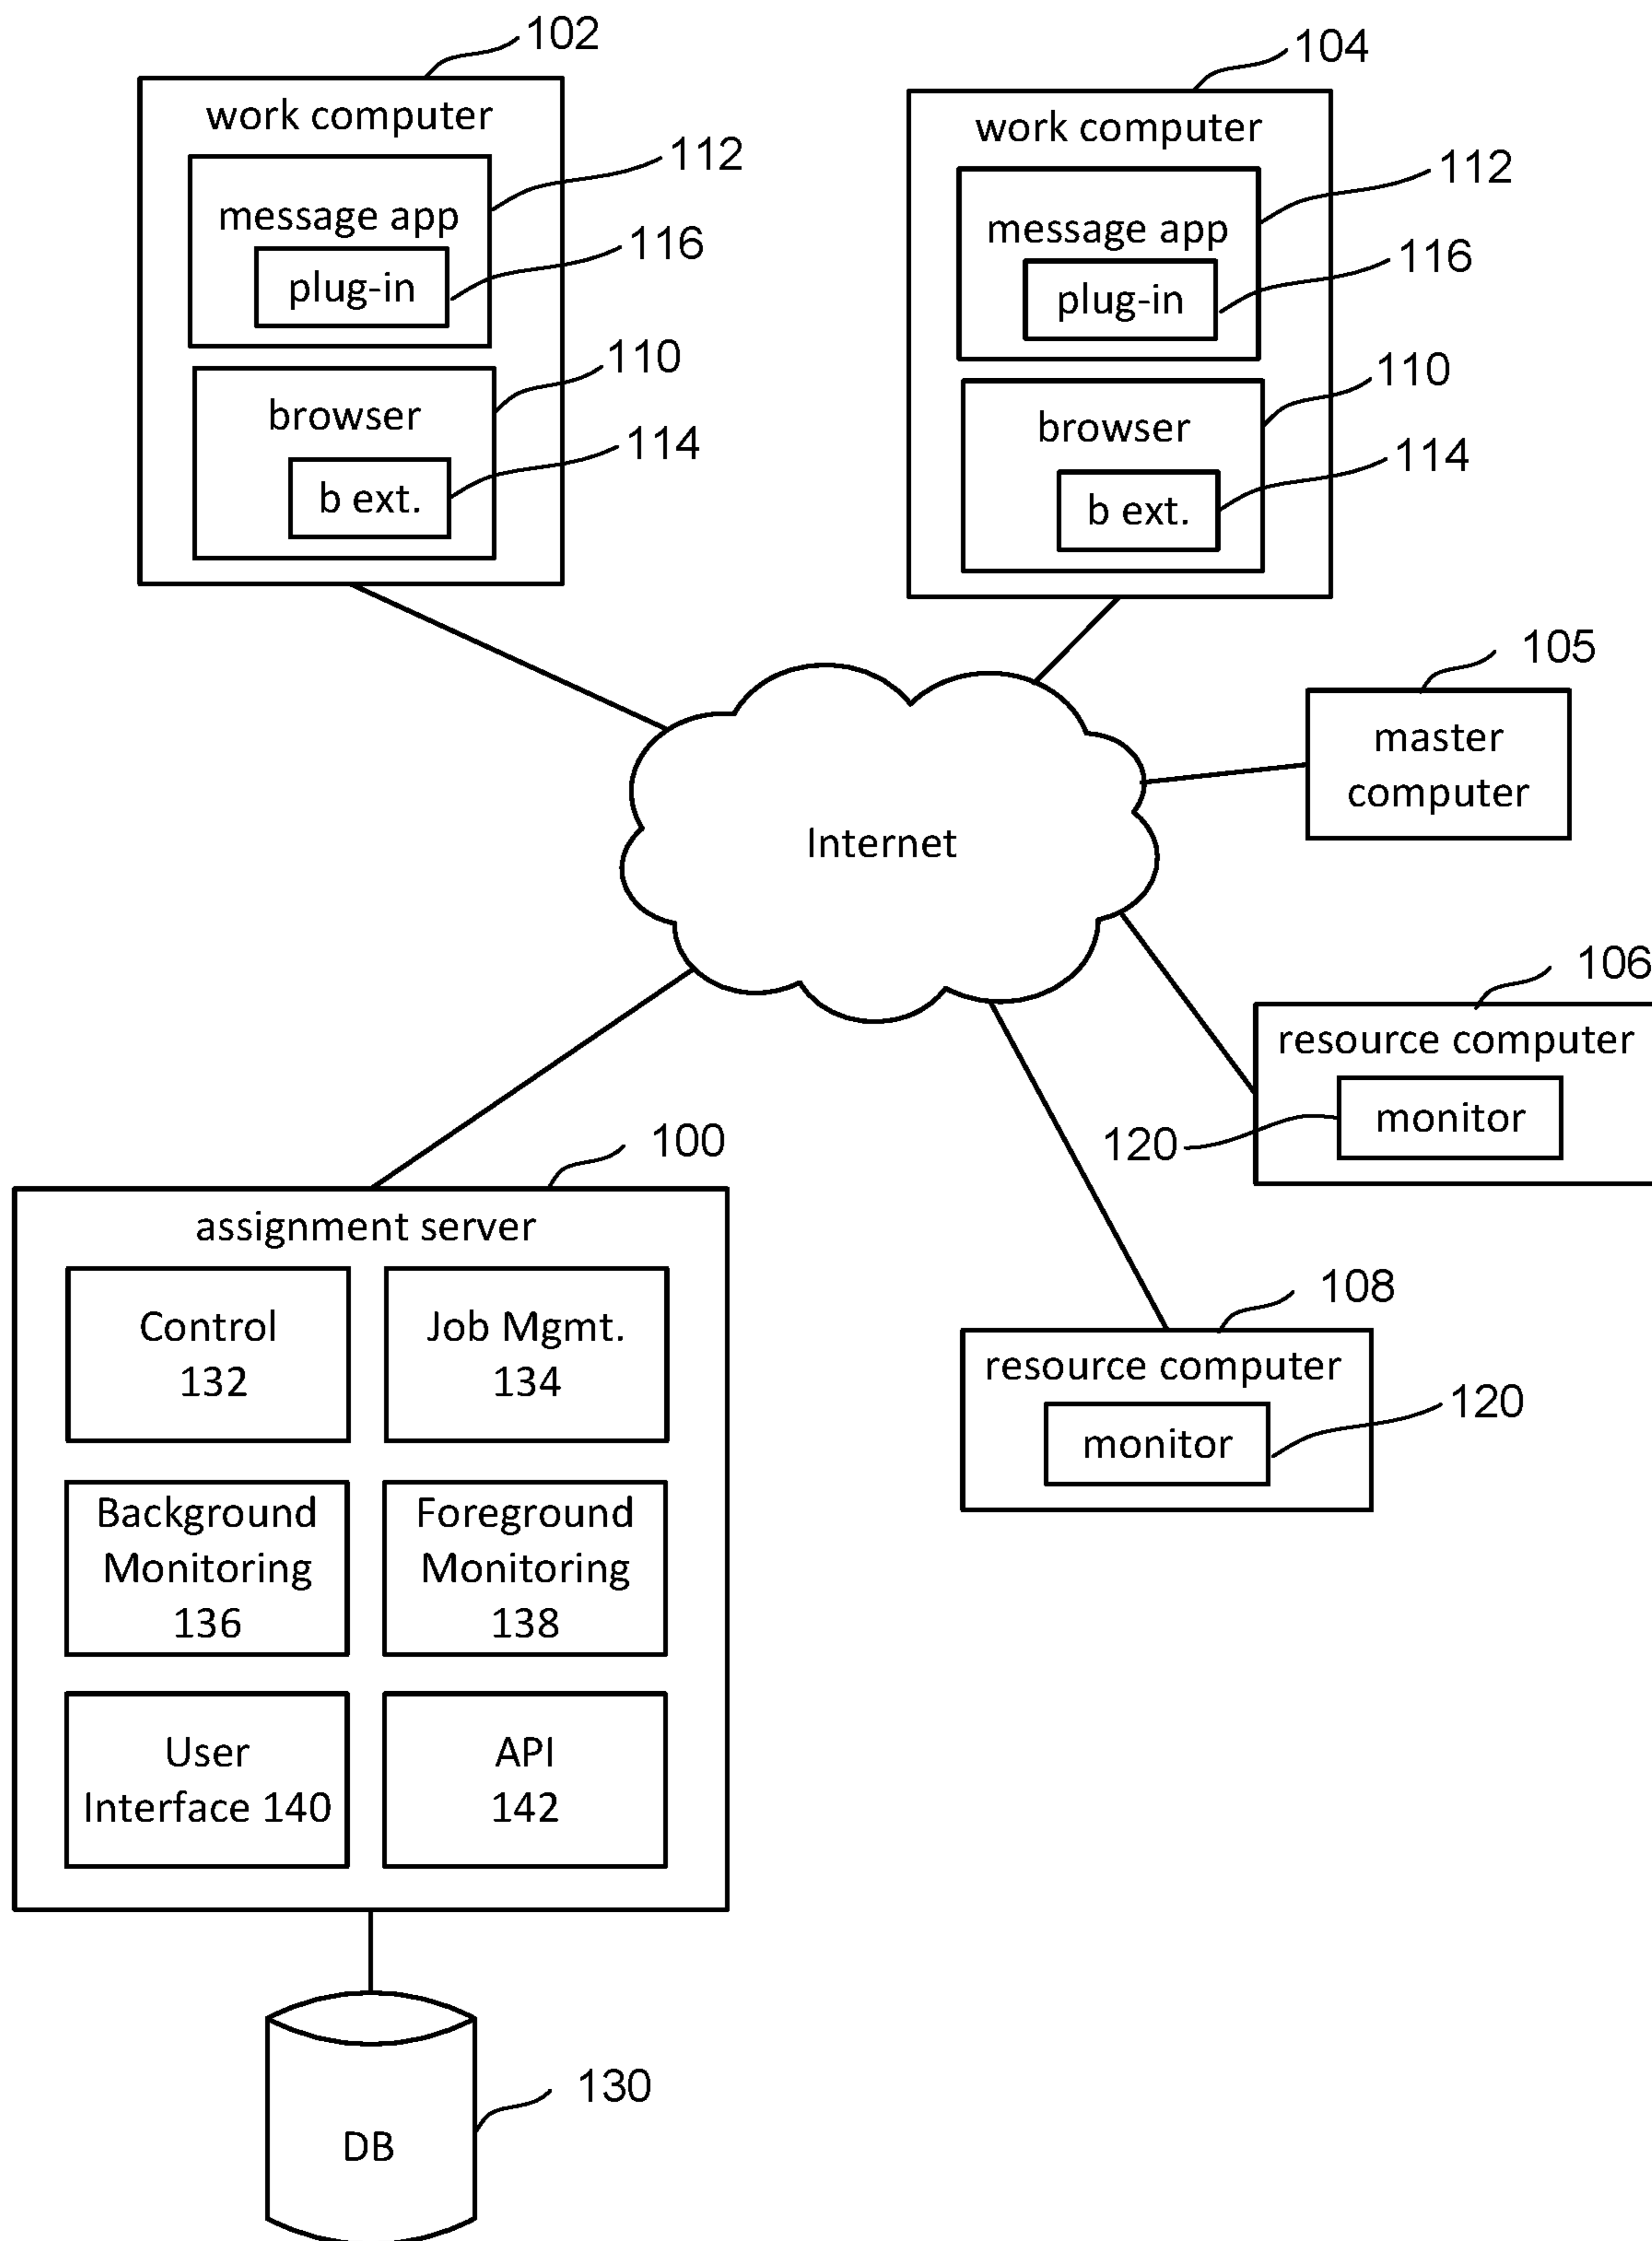 102
work computer
112
message app
116
plug-in
110
browser
114
b ext.
104
work computer
112
message app
116
plug-in
110
browser
114
b ext.
105
master
computer
Internet
106
resource computer
monitor
120
100
assignment server
Control
132
Job Mgmt.
134
Background
Monitoring
136
Foreground
Monitoring
138
User
Interface 140
API
142
108
resource computer
120
monitor
130
DB